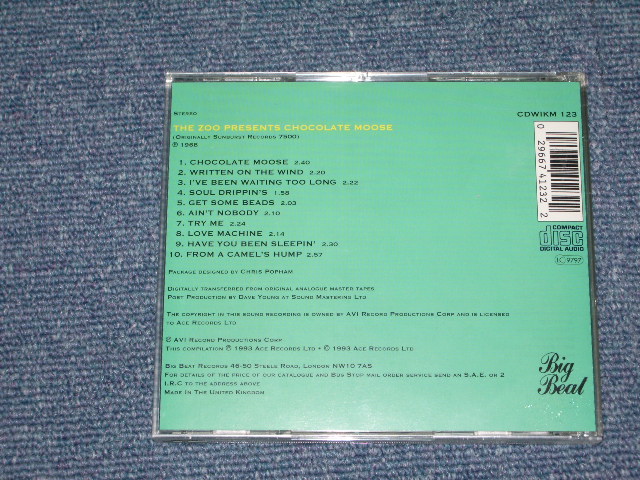 STEREO
CDWIKM 123
THE ZOO PRESENTS CHOCOLATE MOOSE
(ORIGINALLY SUNBURST RECORDS 7500)
℗ 1968
0 29667 41232 2
1. CHOCOLATE MOOSE 2.40
2. WRITTEN ON THE WIND 2.20
3. I'VE BEEN WAITING TOO LONG 2.22
4. SOUL DRIPPIN'S 1.58
5. GET SOME BEADS 2.03
6. AIN'T NOBODY 2.10
7. TRY ME 2.24
8. LOVE MACHINE 2.14
9. HAVE YOU BEEN SLEEPIN' 2.30
10. FROM A CAMEL'S HUMP 2.57
COMPACT
disc
DIGITAL AUDIO
PACKAGE DESIGNED BY CHRIS POPHAM
DIGITALLY TRANSFERRED FROM ORIGINAL ANALOGUE MASTER TAPES
POST PRODUCTION BY DAVE YOUNG AT SOUND MASTERING LTD
THE COPYRIGHT IN THIS SOUND RECORDING IS OWNED BY AVI RECORD PRODUCTIONS CORP AND IS LICENSED
TO ACE RECORDS LTD
℗ AVI RECORD PRODUCTIONS CORP
THIS COMPILATION ℗ 1993 ACE RECORDS LTD • © 1993 ACE RECORDS LTD
BIG BEAT RECORDS 48-50 STEELE ROAD, LONDON NW10 7AS
FOR DETAILS OF THE PRICE OF OUR CATALOGUE AND BUS STOP MAIL ORDER SERVICE SEND AN S.A.E. OR 2
I.R.C TO THE ADDRESS ABOVE
MADE IN THE UNITED KINGDOM
Big
Beat